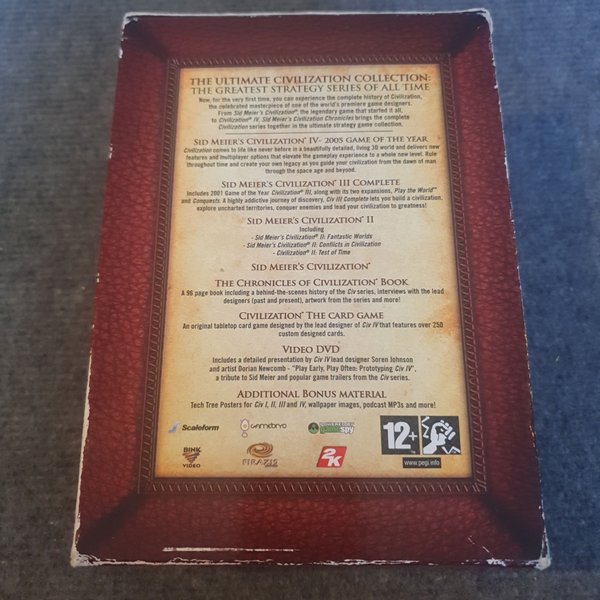 THE ULTIMATE CIVILIZATION COLLECTION:
THE GREATEST STRATEGY SERIES OF ALL TIME
Now, for the very first time, you can experience the complete history of Civilization,
the celebrated masterpiece of one of the world's premiere game designers.
From Sid Meier's Civilization®, the legendary game that started it all,
to Civilization® IV, Sid Meier's Civilization Chronicles brings the complete
Civilization series together in the ultimate strategy game collection.
SID MEIER'S CIVILIZATION® IV- 2005 GAME OF THE YEAR
Civilization comes to life like never before in a beautifully detailed, living 3D world and delivers new
features and multiplayer options that elevate the gameplay experience to a whole new level. Rule
throughout time and create your own legacy as you guide your civilization from the dawn of man
through the space age and beyond.
SID MEIER'S CIVILIZATION® III COMPLETE
Includes 2001 Game of the Year Civilization® III, along with its two expansions, Play the World™
and Conquests. A highly addictive journey of discovery, Civ III Complete lets you build a civilization,
explore uncharted territories, conquer enemies and lead your civilization to greatness!
SID MEIER'S CIVILIZATION® II
Including
- Sid Meier's Civilization® II: Fantastic Worlds
- Sid Meier's Civilization® II: Conflicts in Civilization
- Civilization® II: Test of Time
SID MEIER'S CIVILIZATION®
THE CHRONICLES OF CIVILIZATION® BOOK
A 96 page book including a behind-the-scenes history of the Civ series, interviews with the lead
designers (past and present), artwork from the series and more!
CIVILIZATION® THE CARD GAME
An original tabletop card game designed by the lead designer of Civ IV that features over 250
custom designed cards.
VIDEO DVD
Includes a detailed presentation by Civ IV lead designer Soren Johnson
and artist Dorian Newcomb - "Play Early, Play Often: Prototyping Civ IV",
a tribute to Sid Meier and popular game trailers from the Civ series.
ADDITIONAL BONUS MATERIAL
Tech Tree Posters for Civ I, II, III and IV, wallpaper images, podcast MP3s and more!
Scaleform gamebryo gamespy 12+
BINK VIDEO FIRAXIS GAMES 2K www.pegi.info